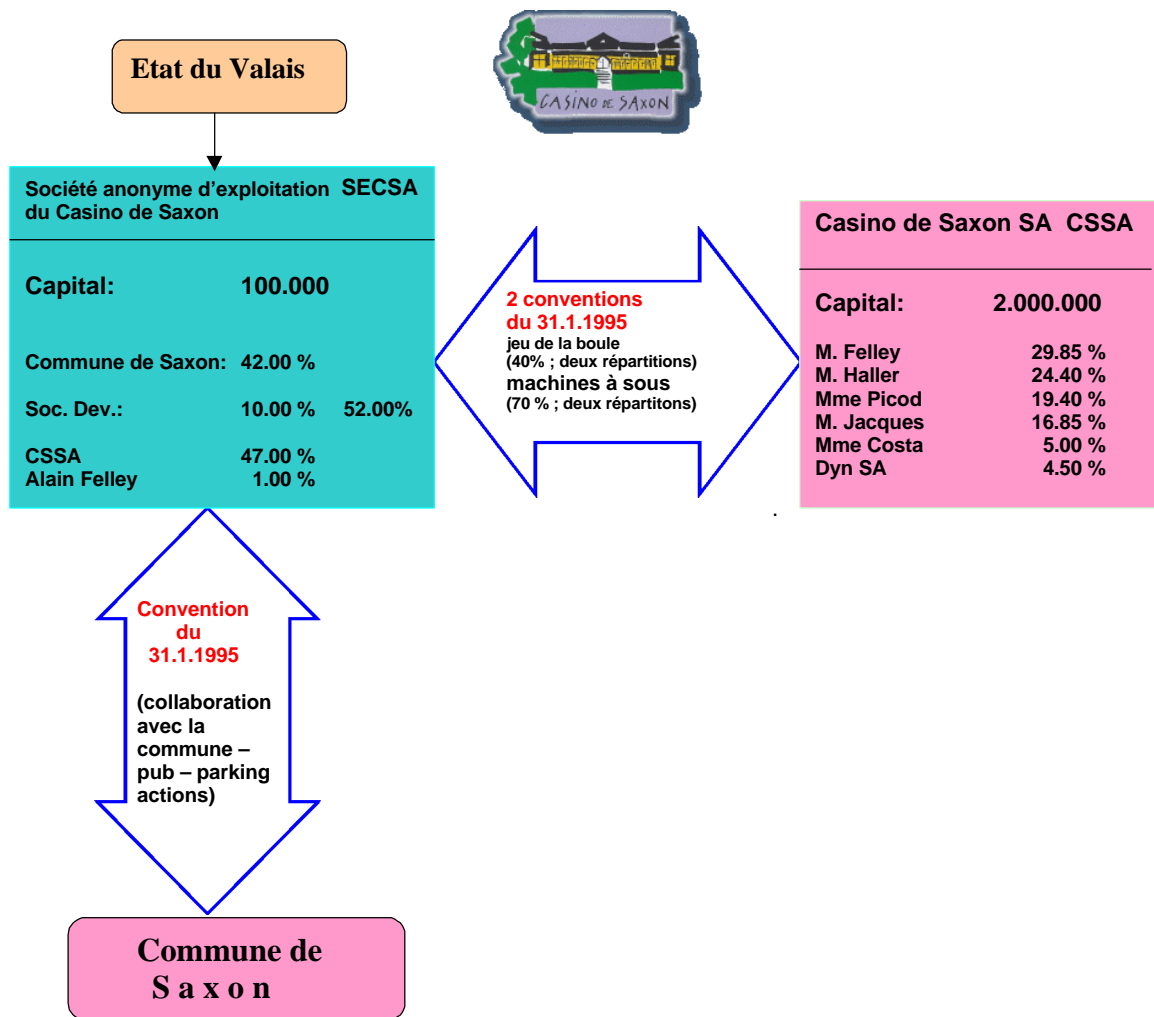 Etat du Valais
CASINO DE SAXON
Société anonyme d'exploitation SECSA
du Casino de Saxon
Capital: 100.000
Commune de Saxon: 42.00 %
Soc. Dev.: 10.00 % 52.00%
CSSA 47.00 %
Alain Felley 1.00 %
2 conventions
du 31.1.1995
jeu de la boule
(40% ; deux répartitions)
machines à sous
(70 % ; deux répartitons)
Casino de Saxon SA CSSA
Capital: 2.000.000
M. Felley 29.85 %
M. Haller 24.40 %
Mme Picod 19.40 %
M. Jacques 16.85 %
Mme Costa 5.00 %
Dyn SA 4.50 %
.
Convention
du
31.1.1995
(collaboration
avec la
commune –
pub – parking
actions)
Commune de
S a x o n